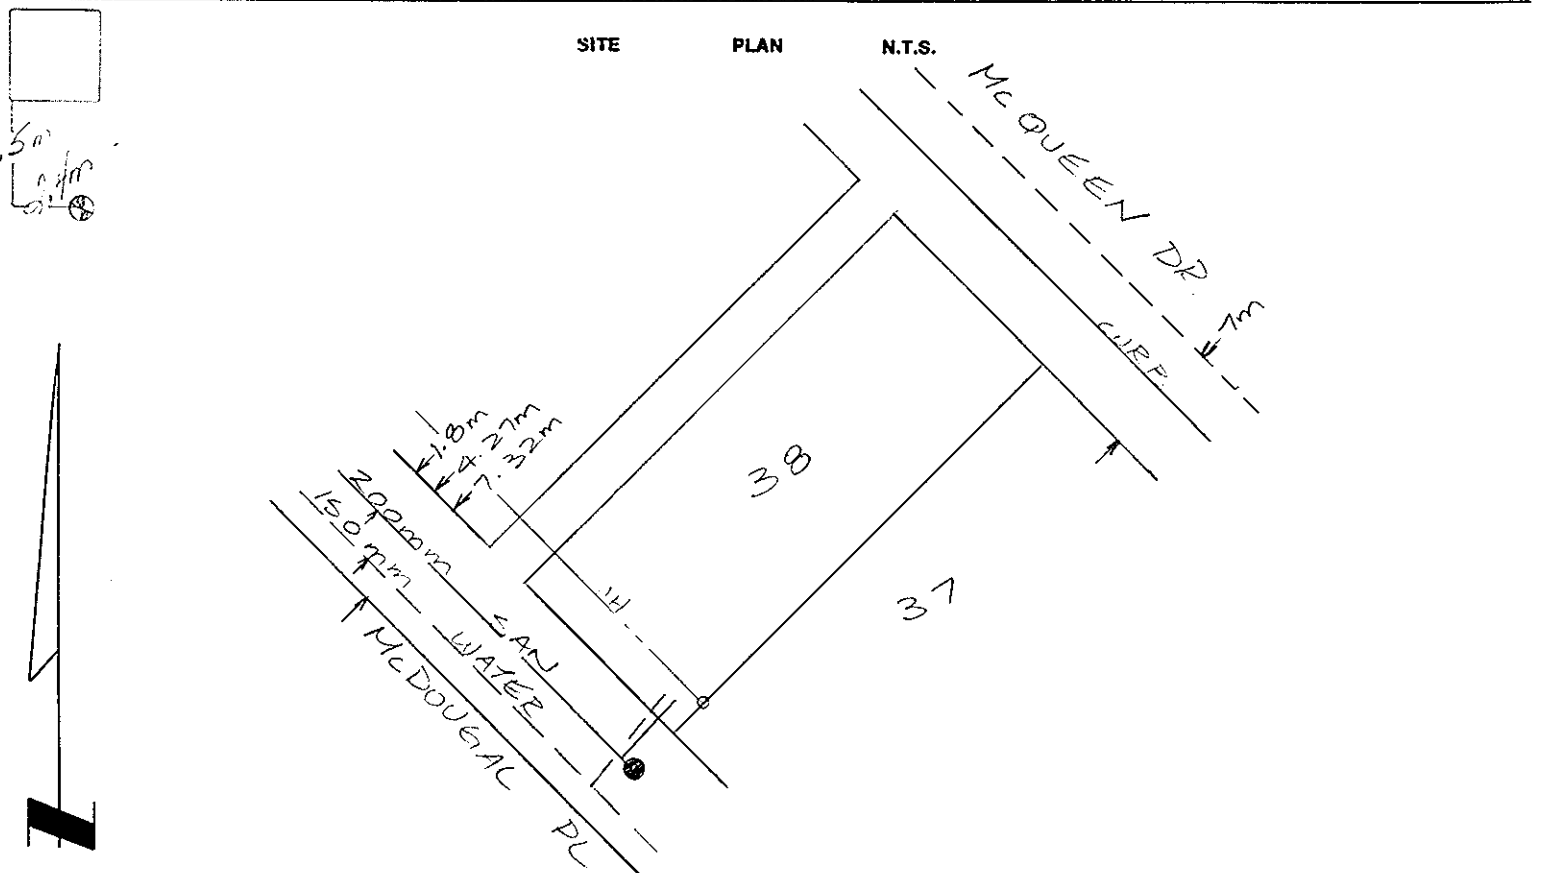 SITE PLAN N.T.S.
McQUEEN DR.
7m
CURB
1.8m
4.27m
7.32m
38
37
200mm SAN
150mm WATER
McDOUGAL PL
H